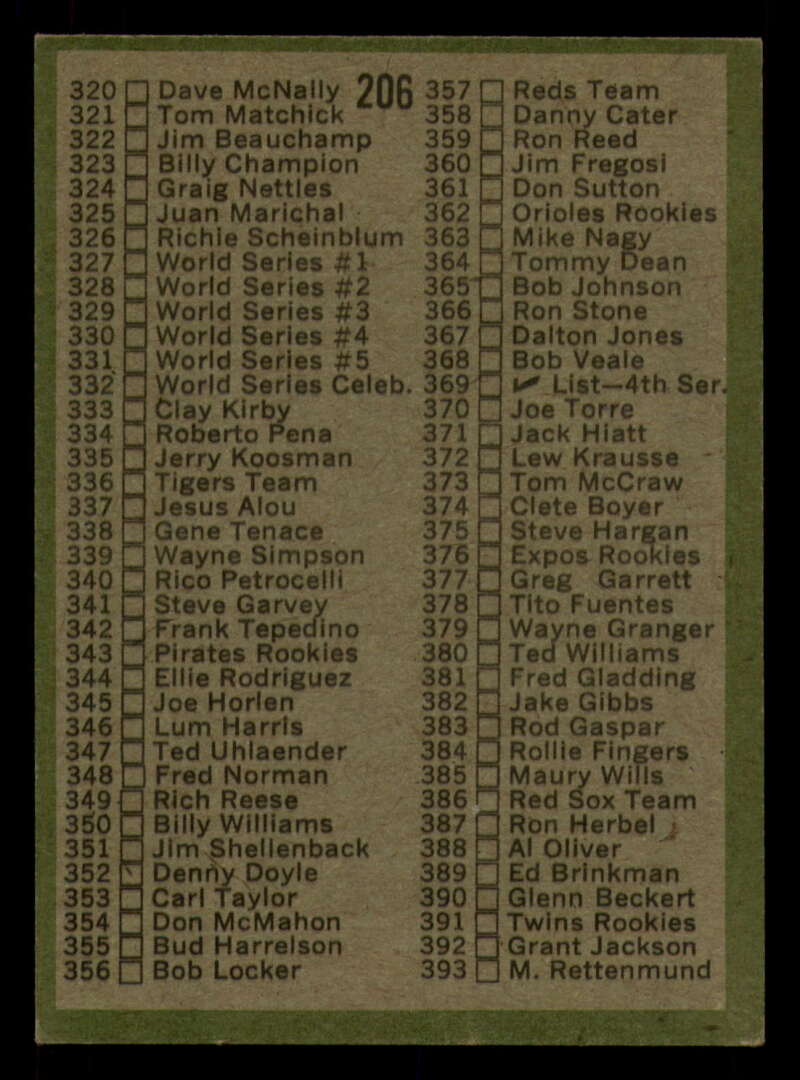 206
320 Dave McNally
321 Tom Matchick
322 Jim Beauchamp
323 Billy Champion
324 Graig Nettles
325 Juan Marichal
326 Richie Scheinblum
327 World Series #1
328 World Series #2
329 World Series #3
330 World Series #4
331 World Series #5
332 World Series Celeb.
333 Clay Kirby
334 Roberto Pena
335 Jerry Koosman
336 Tigers Team
337 Jesus Alou
338 Gene Tenace
339 Wayne Simpson
340 Rico Petrocelli
341 Steve Garvey
342 Frank Tepedino
343 Pirates Rookies
344 Ellie Rodriguez
345 Joe Horlen
346 Lum Harris
347 Ted Uhlaender
348 Fred Norman
349 Rich Reese
350 Billy Williams
351 Jim Shellenback
352 Denny Doyle
353 Carl Taylor
354 Don McMahon
355 Bud Harrelson
356 Bob Locker
357 Reds Team
358 Danny Cater
359 Ron Reed
360 Jim Fregosi
361 Don Sutton
362 Orioles Rookies
363 Mike Nagy
364 Tommy Dean
365 Bob Johnson
366 Ron Stone
367 Dalton Jones
368 Bob Veale
369 ✔ List—4th Ser.
370 Joe Torre
371 Jack Hiatt
372 Lew Krausse
373 Tom McCraw
374 Clete Boyer
375 Steve Hargan
376 Expos Rookies
377 Greg Garrett
378 Tito Fuentes
379 Wayne Granger
380 Ted Williams
381 Fred Gladding
382 Jake Gibbs
383 Rod Gaspar
384 Rollie Fingers
385 Maury Wills
386 Red Sox Team
387 Ron Herbel
388 Al Oliver
389 Ed Brinkman
390 Glenn Beckert
391 Twins Rookies
392 Grant Jackson
393 M. Rettenmund